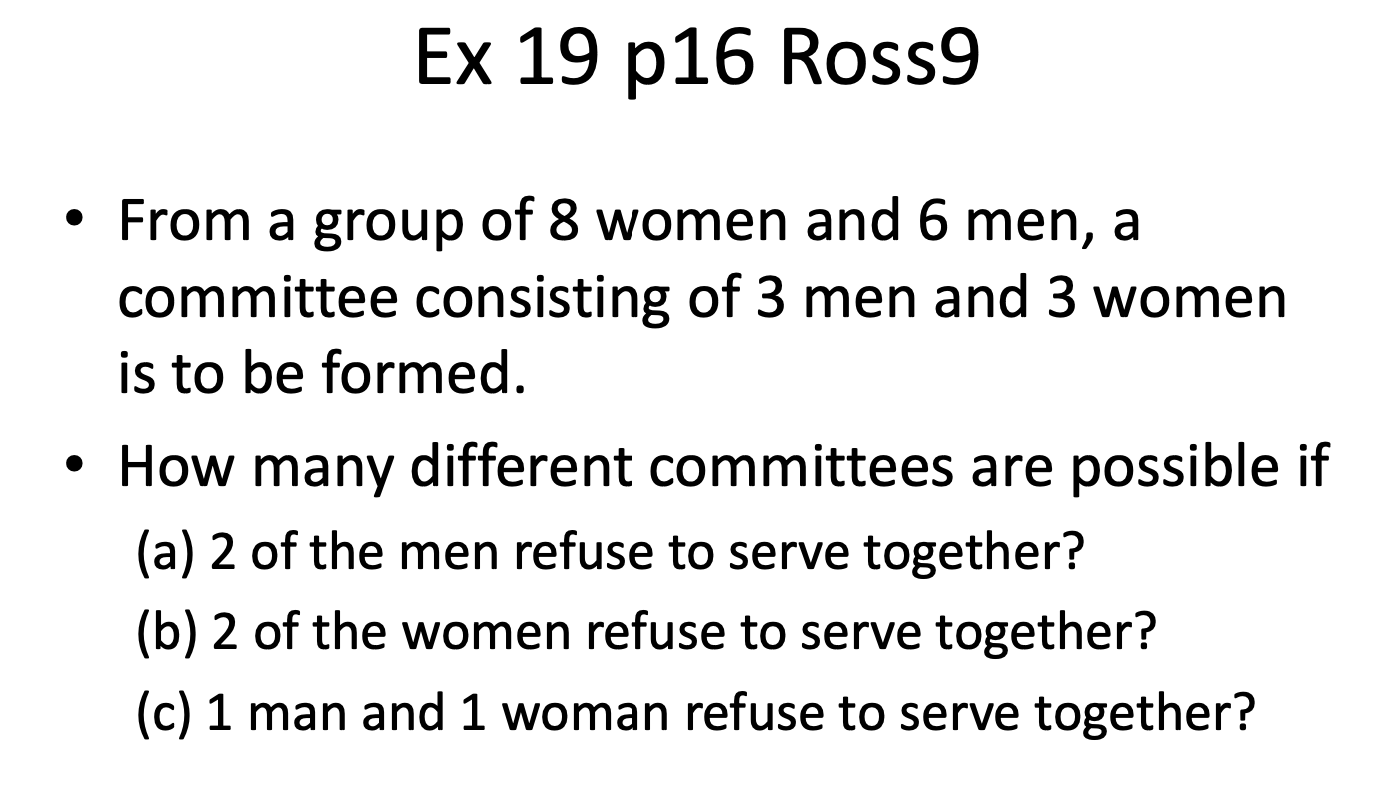 Ex 19 p16 Ross9
• From a group of 8 women and 6 men, a
committee consisting of 3 men and 3 women
is to be formed.
• How many different committees are possible if
(a) 2 of the men refuse to serve together?
(b) 2 of the women refuse to serve together?
(c) 1 man and 1 woman refuse to serve together?